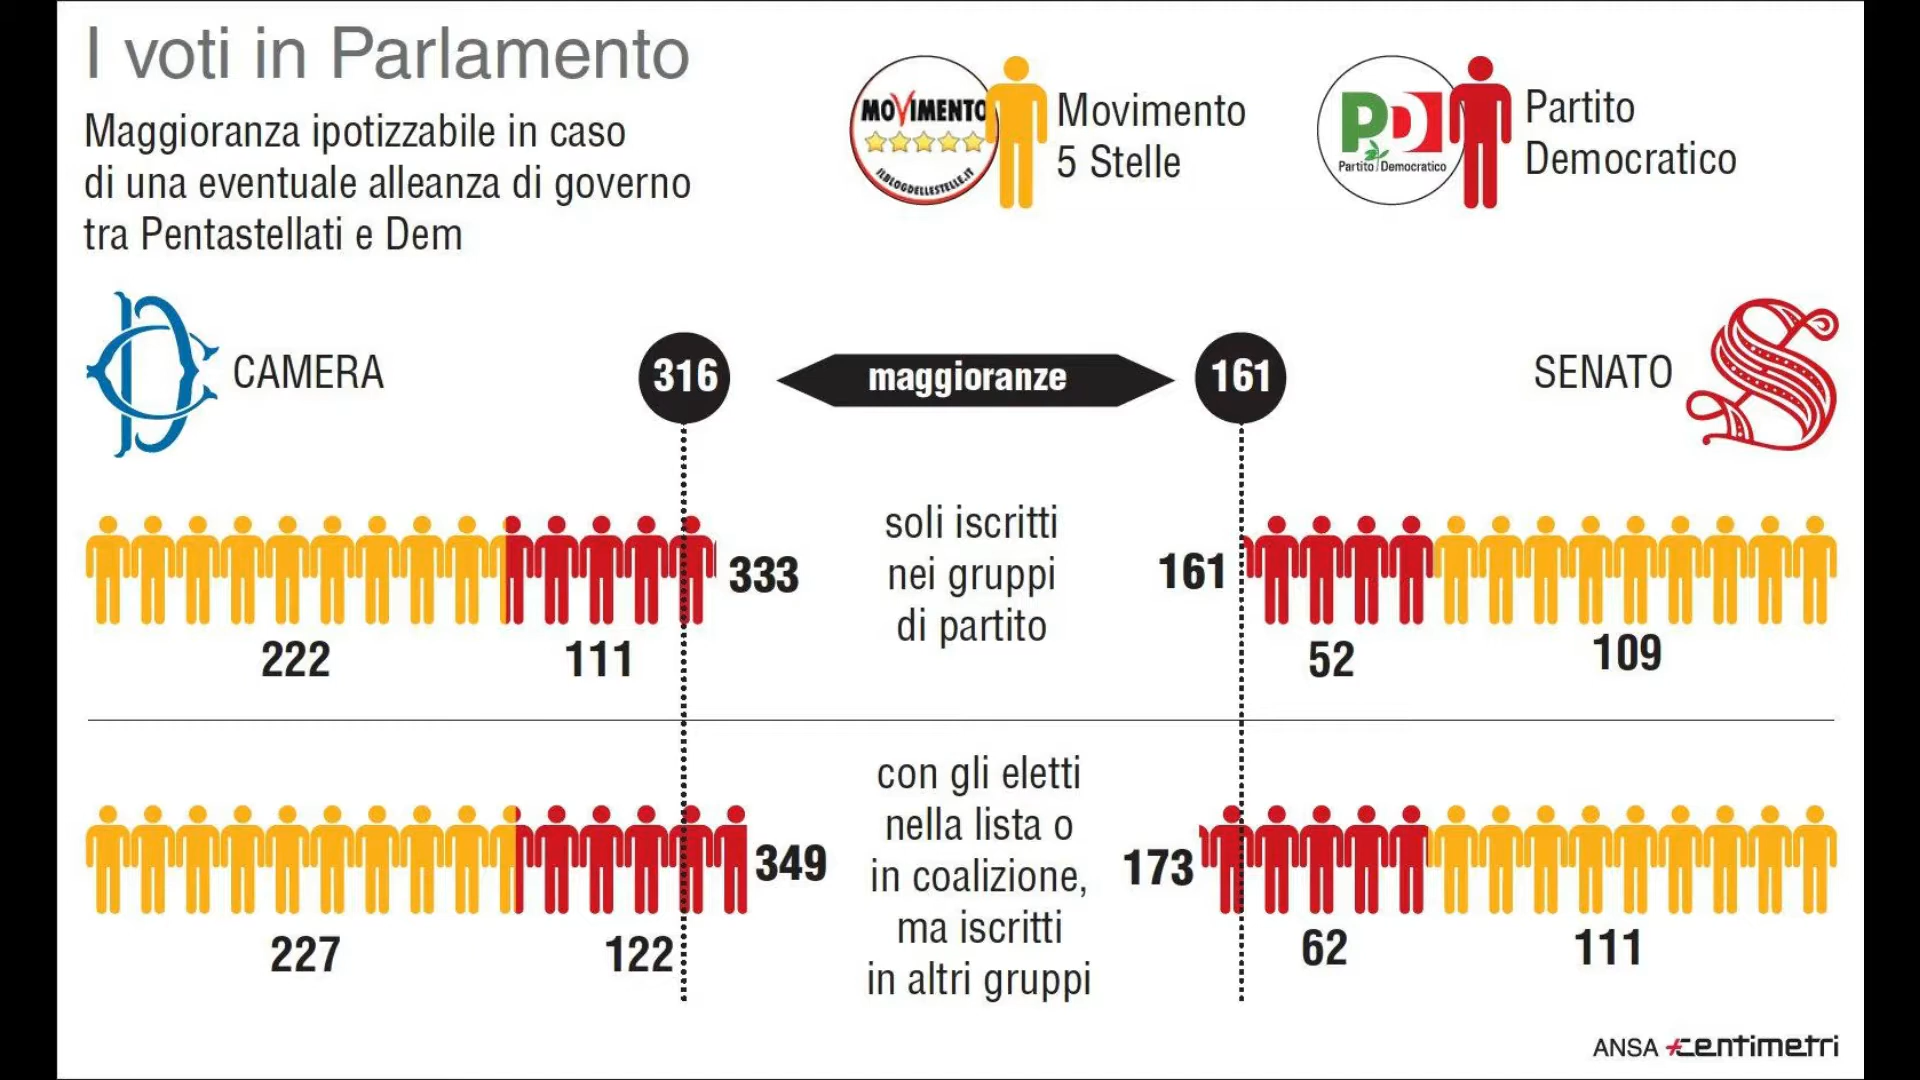 I voti in Parlamento
Maggioranza ipotizzabile in caso
di una eventuale alleanza di governo
tra Pentastellati e Dem
MOVIMENTO
ILBLOGDELLESTELLE.IT
Movimento
5 Stelle
PD
Partito Democratico
Partito
Democratico
CAMERA
316
maggioranze
161
SENATO
soli iscritti
nei gruppi
di partito
333
222
111
161
52
109
con gli eletti
nella lista o
in coalizione,
ma iscritti
in altri gruppi
349
227
122
173
62
111
ANSA centimetri